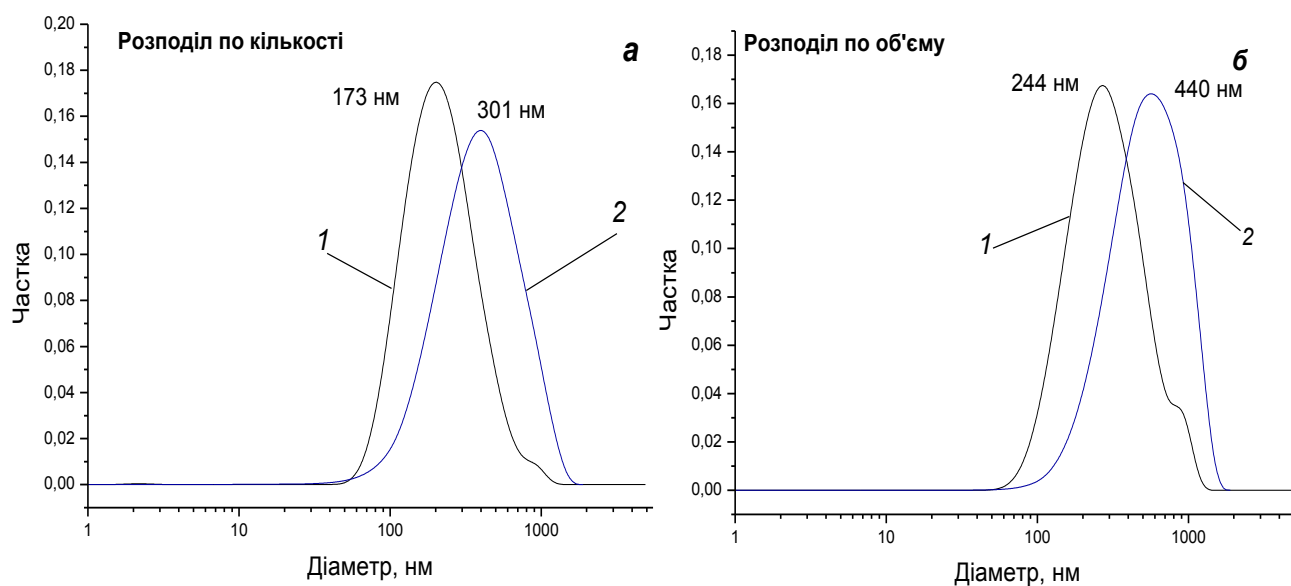 Розподіл по кількості
а
173 нм
301 нм
1
2
Частка
0,20
0,18
0,16
0,14
0,12
0,10
0,08
0,06
0,04
0,02
0,00
1
10
100
1000
Діаметр, нм
Розподіл по об'єму
б
244 нм
440 нм
1
2
Частка
0,18
0,16
0,14
0,12
0,10
0,08
0,06
0,04
0,02
0,00
1
10
100
1000
Діаметр, нм